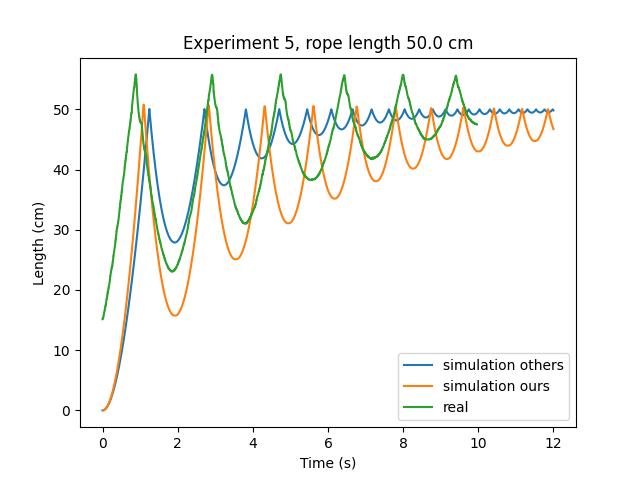 Experiment 5, rope length 50.0 cm
Length (cm)
50
40
30
20
10
0
simulation others
simulation ours
real
0 2 4 6 8 10 12
Time (s)